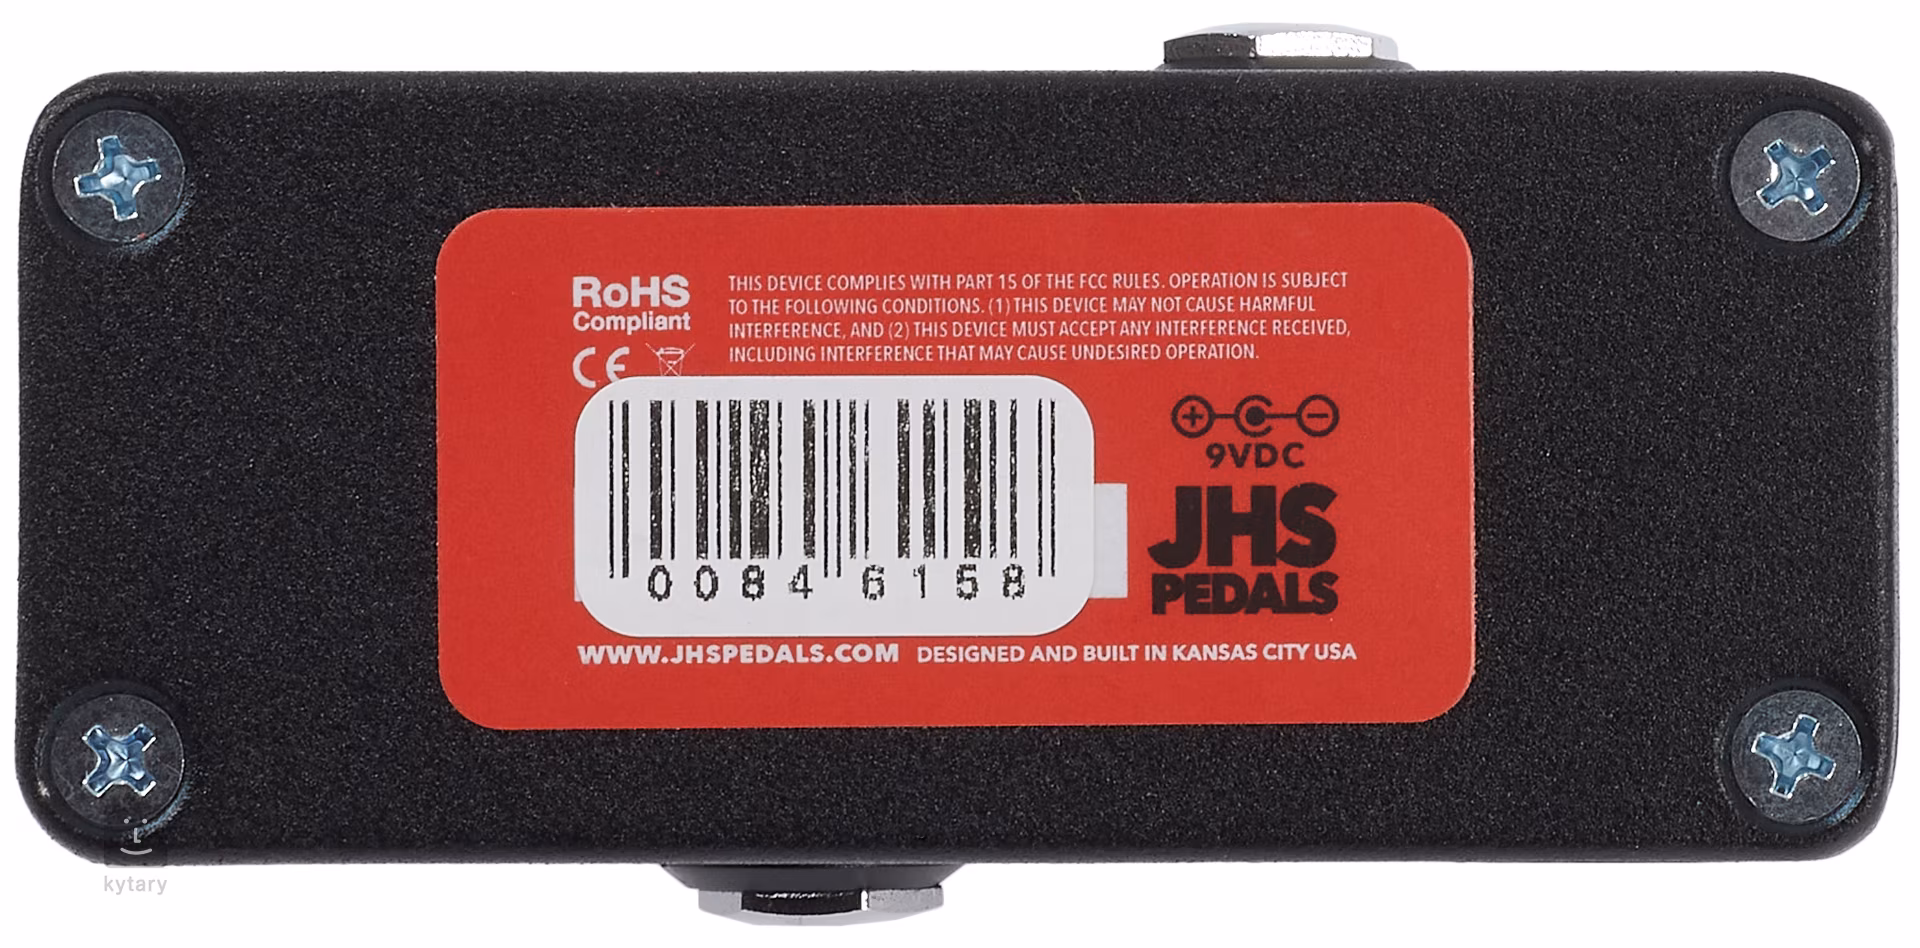 RoHS
Compliant
CE
THIS DEVICE COMPLIES WITH PART 15 OF THE FCC RULES. OPERATION IS SUBJECT
TO THE FOLLOWING CONDITIONS. (1) THIS DEVICE MAY NOT CAUSE HARMFUL
INTERFERENCE, AND (2) THIS DEVICE MUST ACCEPT ANY INTERFERENCE RECEIVED,
INCLUDING INTERFERENCE THAT MAY CAUSE UNDESIRED OPERATION.
9VDC
JHS
PEDALS
0084 6158
WWW.JHSPEDALS.COM DESIGNED AND BUILT IN KANSAS CITY USA
kytary